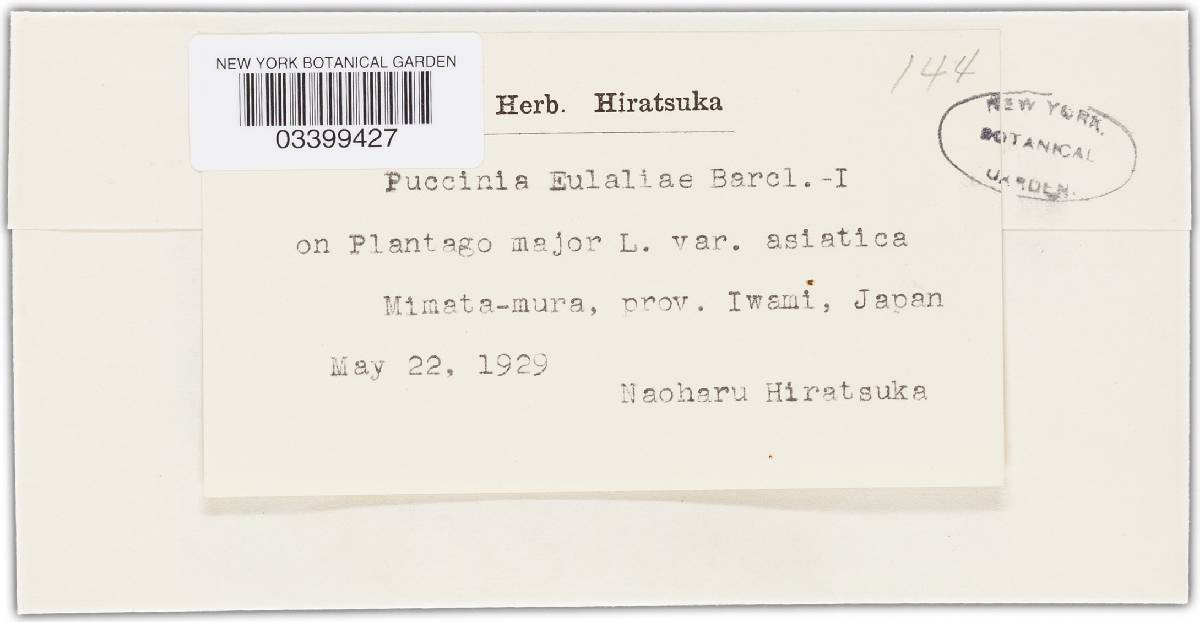 NEW YORK BOTANICAL GARDEN
03399427
144
Herb. Hiratsuka
NEW YORK
BOTANICAL
GARDEN.
Puccinia Eulaliae Barcl.-I
on Plantago major L. var. asiatica
Mimata-mura, prov. Iwami, Japan
May 22, 1929
Naoharu Hiratsuka